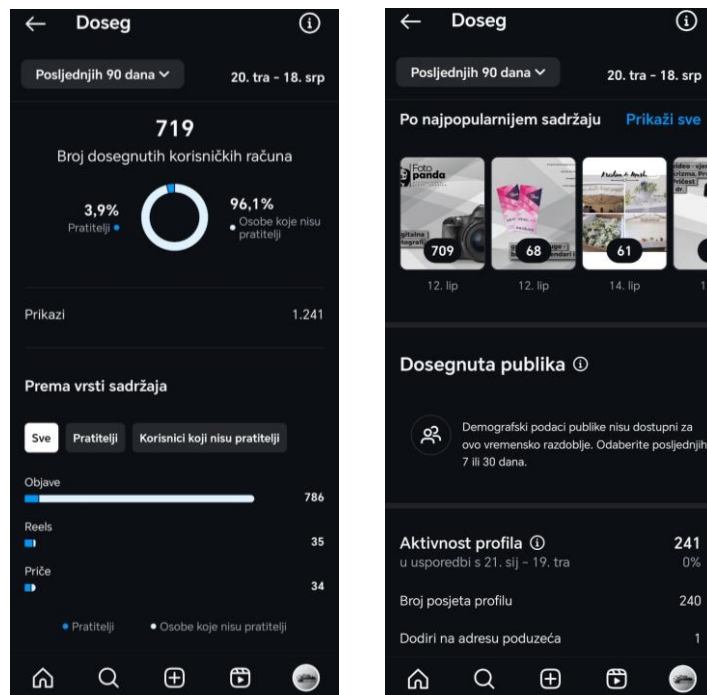 Doseg
Posljednjih 90 dana
20. tra - 18. srp
719
Broj dosegnutih korisničkih računa
3,9%
Pratitelji
96,1%
Osobe koje nisu
pratitelji
Prikazi 1.241
Prema vrsti sadržaja
Sve Pratitelji Korisnici koji nisu pratitelji
Objave
786
Reels
35
Priče
34
Pratitelji Osobe koje nisu pratitelji
Doseg
Posljednjih 90 dana
20. tra - 18. srp
Po najpopularnijem sadržaju Prikaži sve
Foto
panda
709 68 61
12. lip 12. lip 14. lip
Dosegnuta publika
Demografski podaci publike nisu dostupni za
ovo vremensko razdoblje. Odaberite posljednjih
7 ili 30 dana.
Aktivnost profila 241
u usporedbi s 21. sij - 19. tra 0%
Broj posjeta profilu 240
Dodiri na adresu poduzeća 1